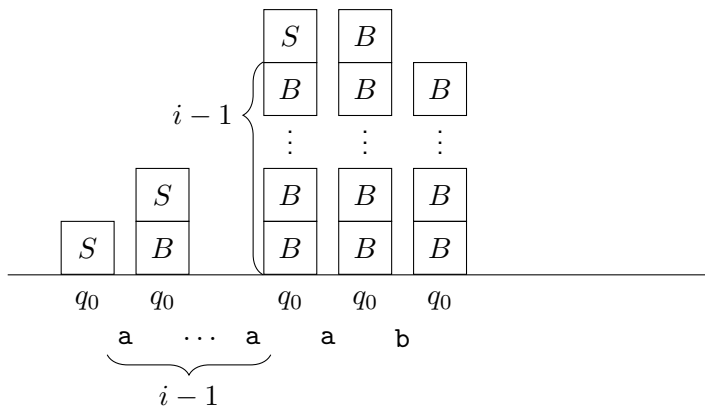 S B
i − 1 B B B
⋮ ⋮ ⋮
S B B B
S B B B B
q₀ q₀ q₀ q₀ q₀
a ⋯ a a b
i − 1